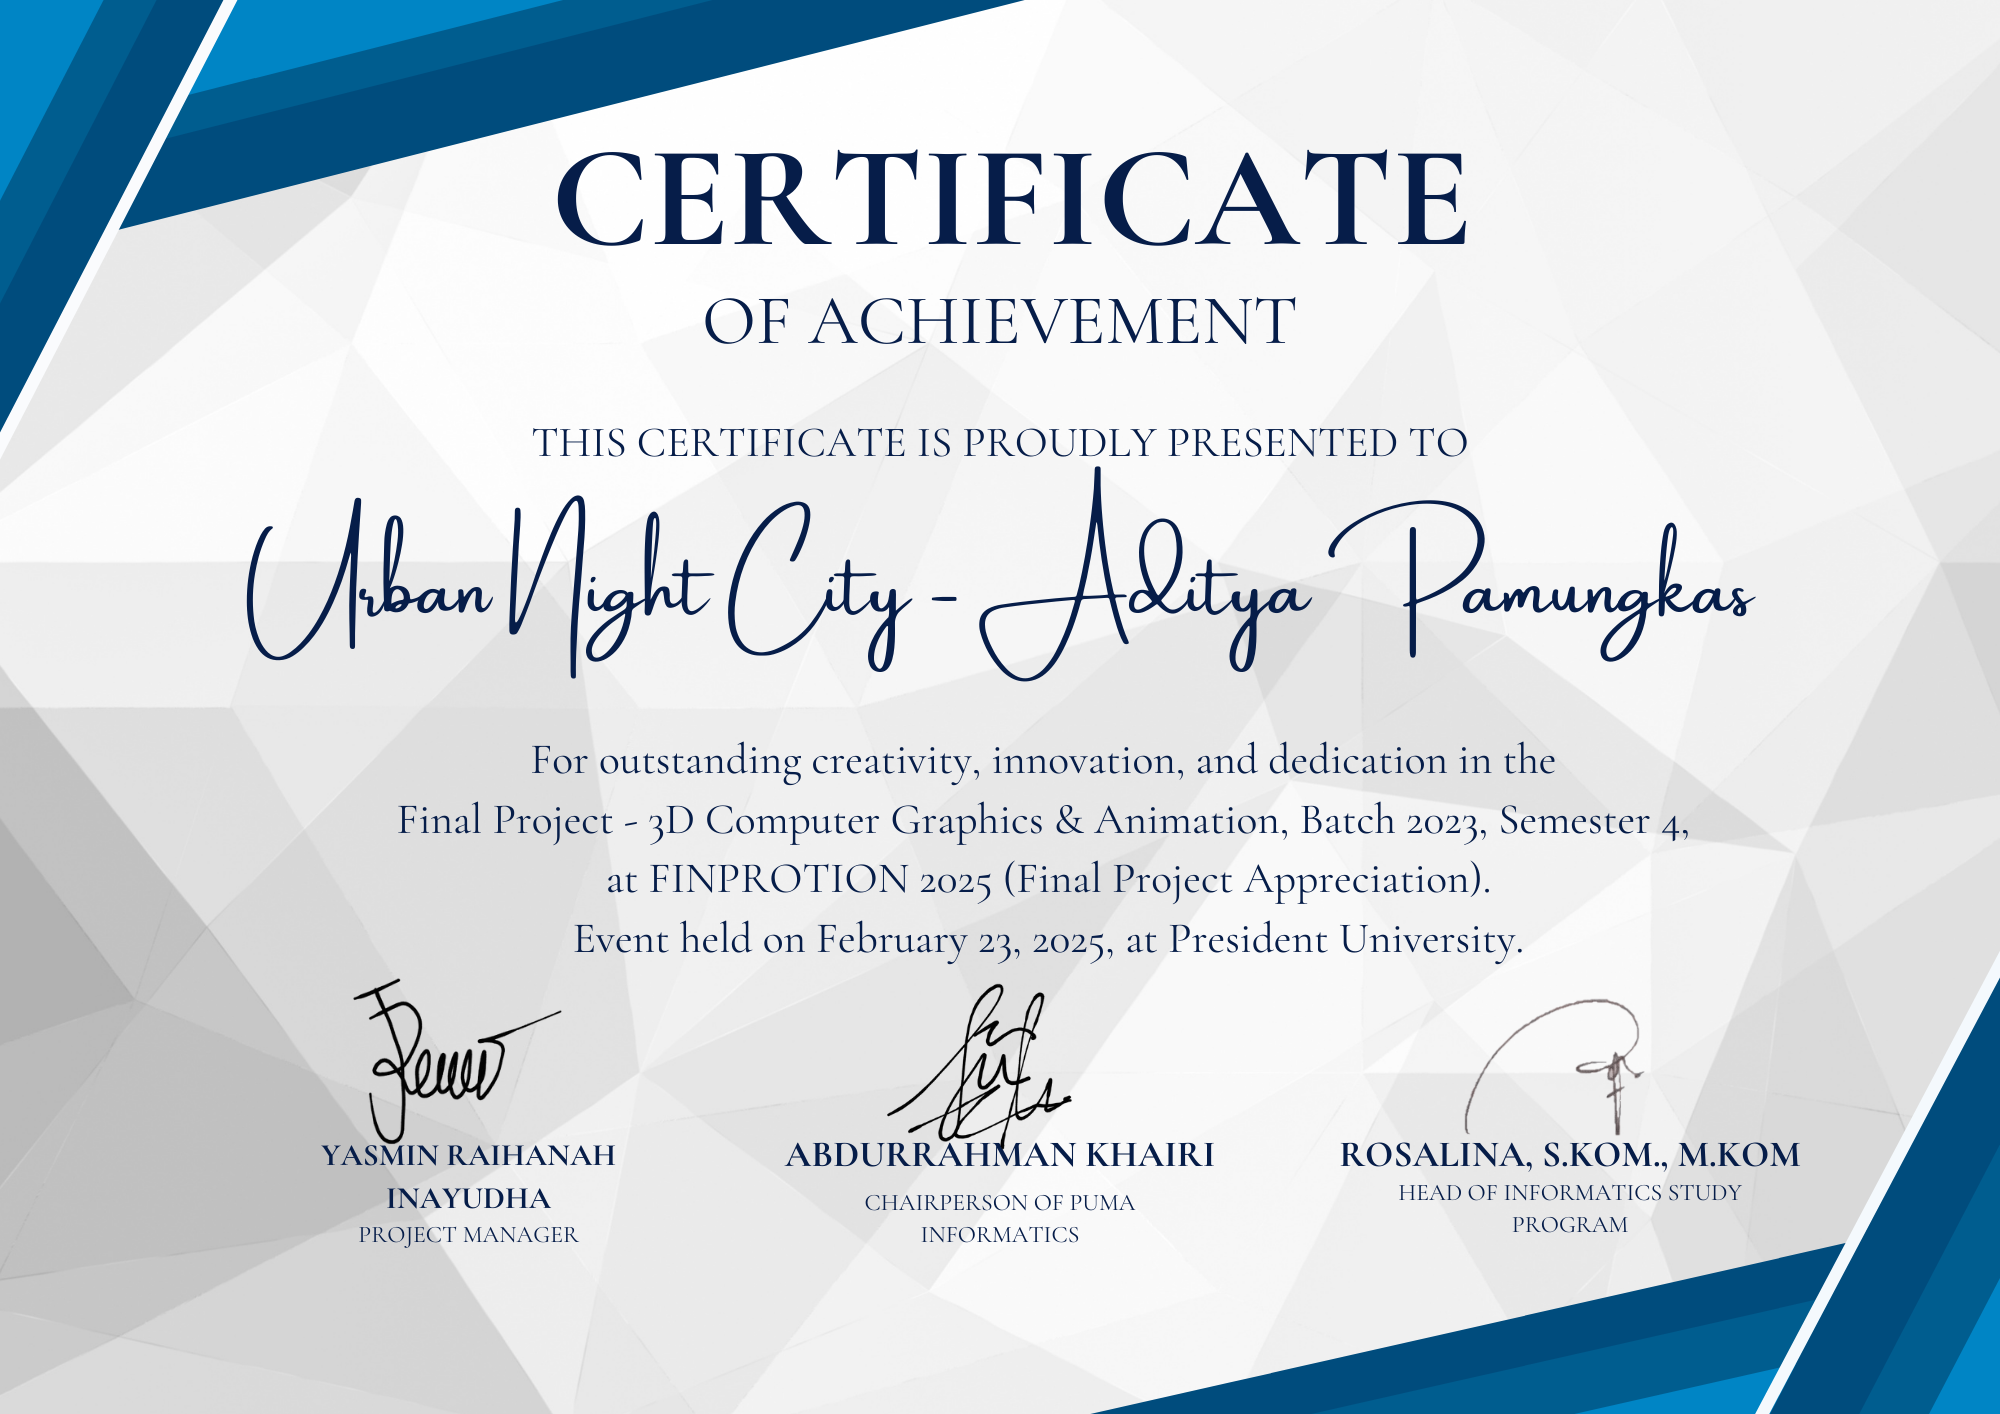 CERTIFICATE
OF ACHIEVEMENT
THIS CERTIFICATE IS PROUDLY PRESENTED TO
Urban Night City - Aditya Pamungkas
For outstanding creativity, innovation, and dedication in the
Final Project - 3D Computer Graphics & Animation, Batch 2023, Semester 4,
at FINPROTION 2025 (Final Project Appreciation).
Event held on February 23, 2025, at President University.
YASMIN RAIHANAH
INAYUDHA
PROJECT MANAGER
ABDURRAHMAN KHAIRI
CHAIRPERSON OF PUMA
INFORMATICS
ROSALINA, S.KOM., M.KOM
HEAD OF INFORMATICS STUDY
PROGRAM